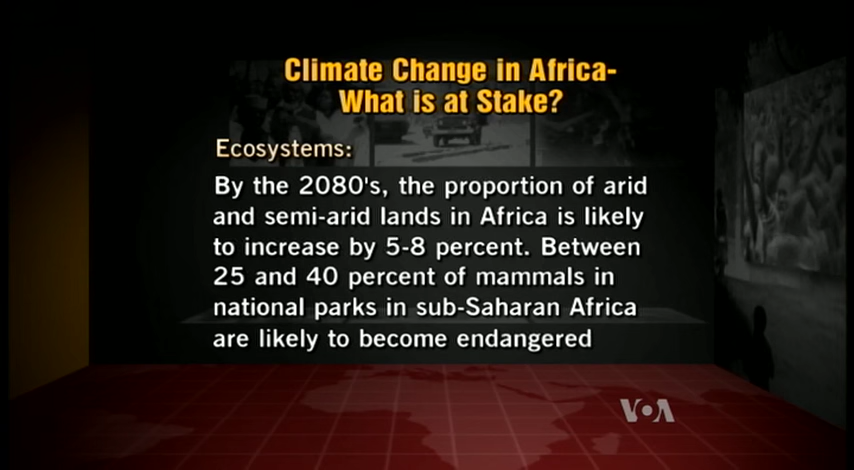 Climate Change in Africa-
What is at Stake?
Ecosystems:
By the 2080's, the proportion of arid
and semi-arid lands in Africa is likely
to increase by 5-8 percent. Between
25 and 40 percent of mammals in
national parks in sub-Saharan Africa
are likely to become endangered
VOA